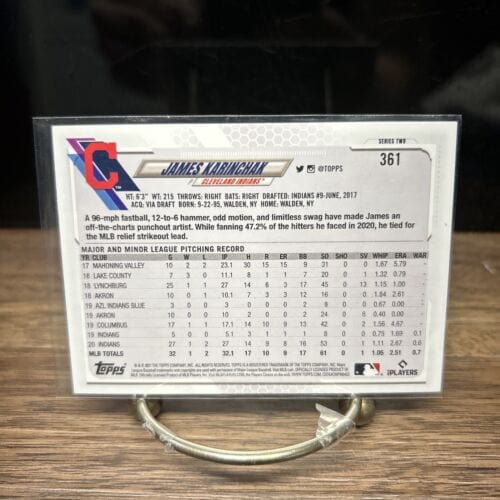 SERIES TWO
361
C
JAMES KARINCHAK
CLEVELAND INDIANS
@TOPPS
HT: 6'3" WT: 215 THROWS: RIGHT BATS: RIGHT DRAFTED: INDIANS #9-JUNE, 2017
ACQ: VIA DRAFT BORN: 9-22-95, WALDEN, NY HOME: WALDEN, NY
A 96-mph fastball, 12-to-6 hammer, odd motion, and limitless swag have made James an
off-the-charts punchout artist. While fanning 47.2% of the hitters he faced in 2020, he tied for
the MLB relief strikeout lead.
MAJOR AND MINOR LEAGUE PITCHING RECORD
YR CLUB G W L IP H R ER BB SO SHO SV WHIP ERA WAR
17 MAHONING VALLEY 7 2 2 23.1 30 15 15 9 31 0 0 1.67 5.79
18 LAKE COUNTY 7 3 0 11.1 8 1 1 7 20 0 1 1.32 0.79
18 LYNCHBURG 25 1 1 27 14 6 3 17 45 0 13 1.15 1.00
18 AKRON 10 0 1 10.1 7 3 3 12 16 0 0 1.84 2.61
19 AZL INDIANS BLUE 3 0 0 3 0 0 0 0 8 0 0 0.00 0.00
19 AKRON 10 0 0 10 2 0 0 2 24 0 6 0.40 0.00
19 COLUMBUS 17 1 1 17.1 14 10 9 13 42 0 2 1.56 4.67
19 INDIANS 5 0 0 5.1 3 1 1 1 8 0 0 0.75 1.69 0.1
20 INDIANS 27 1 2 27 14 9 8 16 53 0 1 1.11 2.67 0.6
MLB TOTALS 32 1 2 32.1 17 10 9 17 61 0 1 1.05 2.51 0.7
TOPPS
PLAYERS